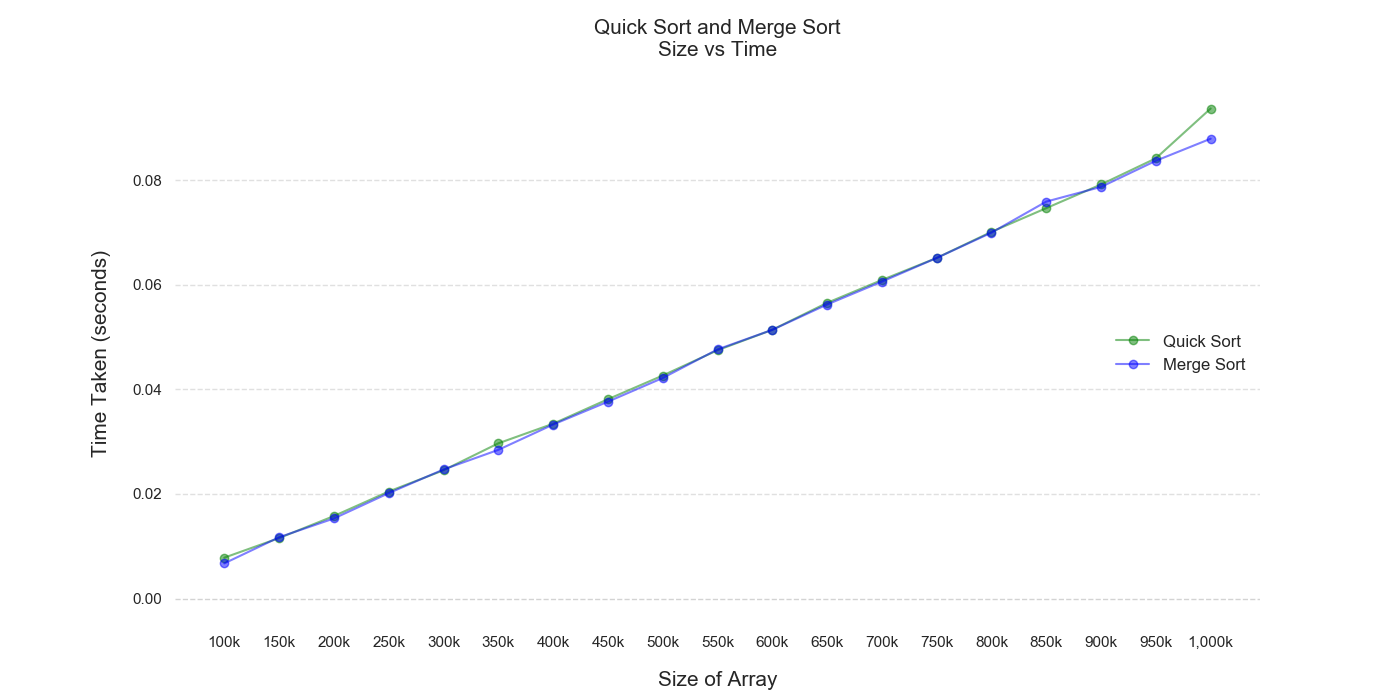 Quick Sort and Merge Sort
Size vs Time
Time Taken (seconds)
0.08
0.06
0.04
0.02
0.00
Quick Sort
Merge Sort
100k 150k 200k 250k 300k 350k 400k 450k 500k 550k 600k 650k 700k 750k 800k 850k 900k 950k 1,000k
Size of Array